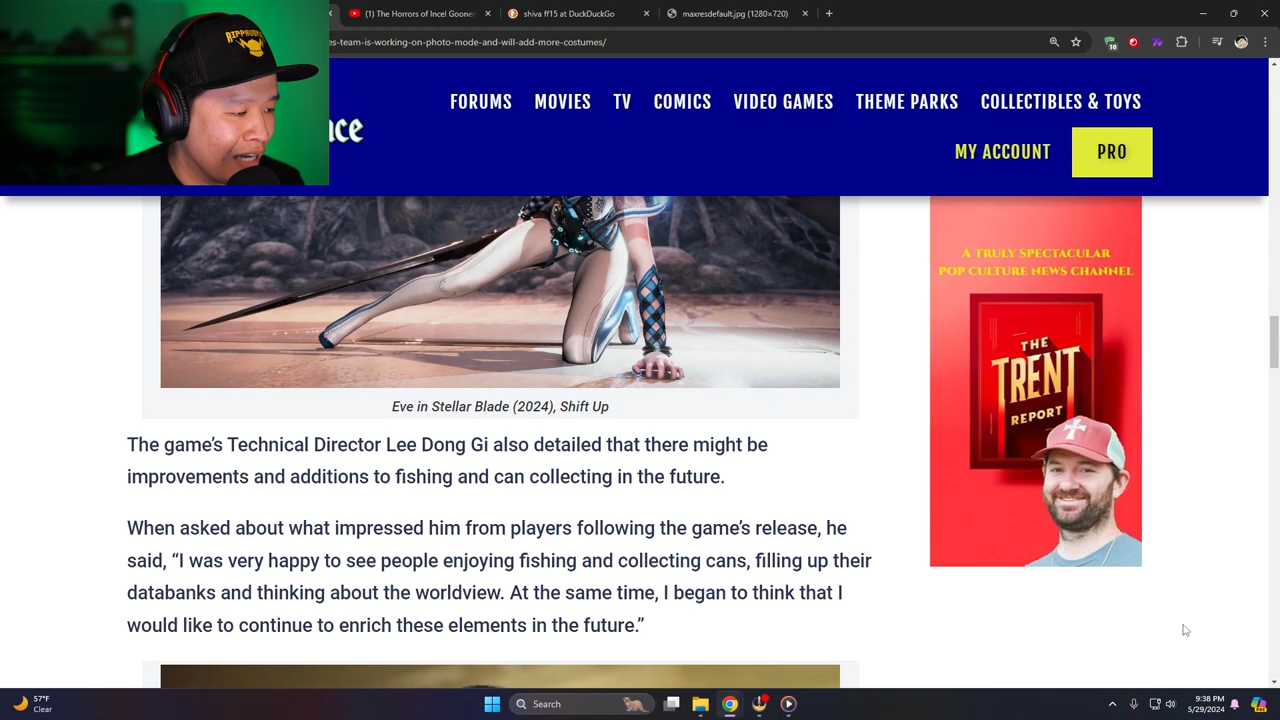 (1) The Horrors of Incel Gooner
shiva ff15 at DuckDuckGo
maxresdefault.jpg (1280×720)
es-team-is-working-on-photo-mode-and-will-add-more-costumes/
10
FORUMS MOVIES TV COMICS VIDEO GAMES THEME PARKS COLLECTIBLES & TOYS
ace
MY ACCOUNT PRO
A TRULY SPECTACULAR
POP CULTURE NEWS CHANNEL
THE
TRENT
REPORT
Eve in Stellar Blade (2024), Shift Up
The game’s Technical Director Lee Dong Gi also detailed that there might be
improvements and additions to fishing and can collecting in the future.
When asked about what impressed him from players following the game’s release, he
said, “I was very happy to see people enjoying fishing and collecting cans, filling up their
databanks and thinking about the worldview. At the same time, I began to think that I
would like to continue to enrich these elements in the future.”
57°F
Clear
Search
9:38 PM
5/29/2024